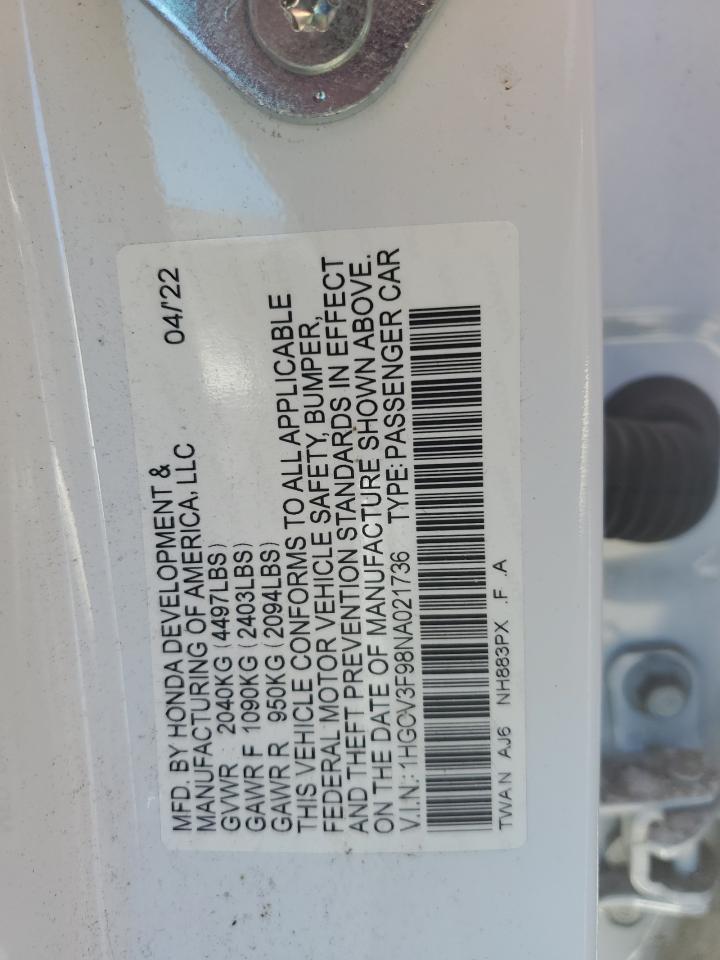 MFD. BY HONDA DEVELOPMENT &
MANUFACTURING OF AMERICA, LLC 04/'22
GVWR 2040KG (4497LBS)
GAWR F 1090KG (2403LBS)
GAWR R 950KG (2094LBS)
THIS VEHICLE CONFORMS TO ALL APPLICABLE
FEDERAL MOTOR VEHICLE SAFETY, BUMPER,
AND THEFT PREVENTION STANDARDS IN EFFECT
ON THE DATE OF MANUFACTURE SHOWN ABOVE.
V.I.N.: 1HGCV3F98NA021736 TYPE: PASSENGER CAR
TWA N AJ6 NH883PX .F .A